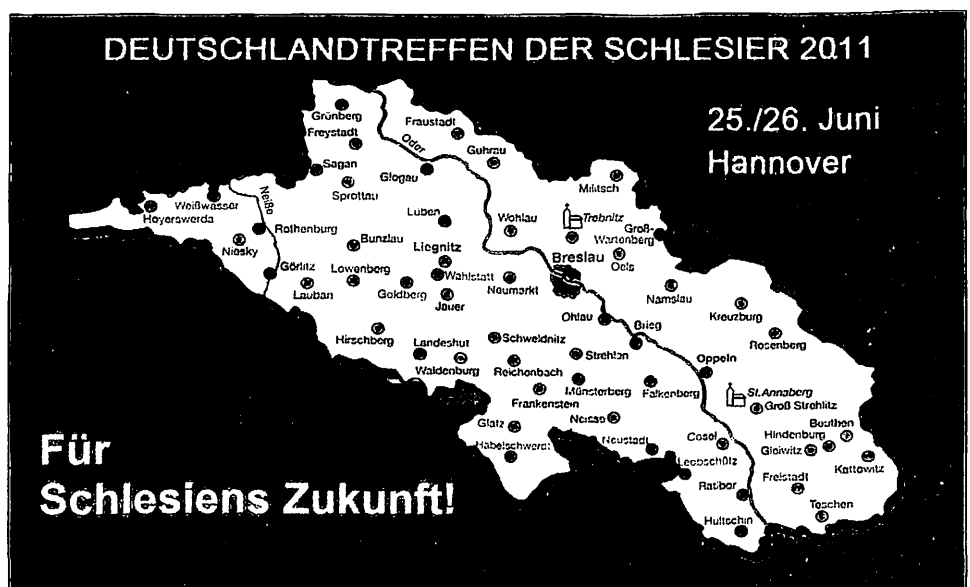 DEUTSCHLANDTREFFEN DER SCHLESIER 2011
25./26. Juni
Hannover
Grünberg
Freystadt
Fraustadt
Oder
Guhrau
Sagan
Glogau
Sprottau
Militsch
Weißwasser
Neiße
Hoyerswerda
Rothenburg
Lüben
Wohlau
Trebnitz
Groß-
Wartenberg
Niesky
Bunzlau
Liegnitz
Breslau
Oels
Görlitz
Löwenberg
Wahlstatt
Lauban
Goldberg
Jauer
Neumarkt
Namslau
Kreuzburg
Ohlau
Brieg
Hirschberg
Landeshut
Schweidnitz
Rosenberg
Waldenburg
Reichenbach
Strehlen
Oppeln
Frankenstein
Münsterberg
Falkenberg
St. Annaberg
Groß Strehlitz
Glatz
Neisse
Neustadt
Cosel
Hindenburg
Beuthen
Gleiwitz
Kattowitz
Habelschwerdt
Leobschütz
Ratibor
Freistadt
Teschen
Hultschin
Für
Schlesiens Zukunft!